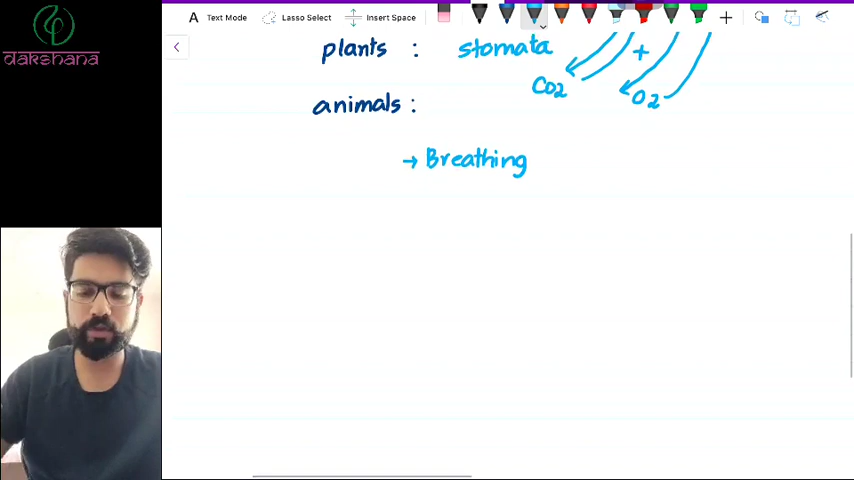 dakshana
A Text Mode Lasso Select Insert Space
plants : stomata +
CO2 O2
animals :
→ Breathing